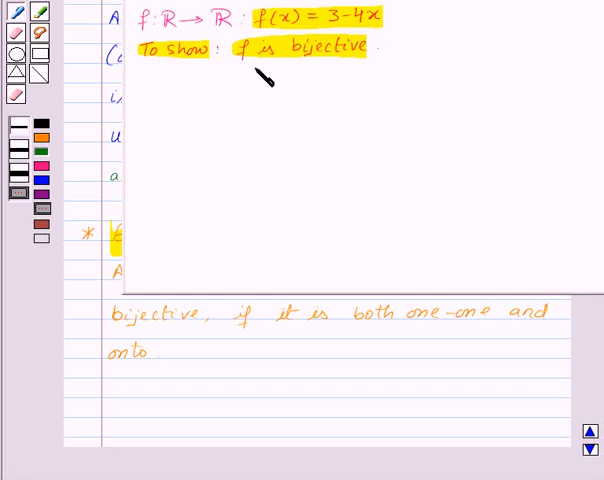 f : ℝ → ℝ : f(x) = 3 - 4x
To show : f is bijective.
A
i
u
a
*
A
bijective, if it is both one-one and
onto.